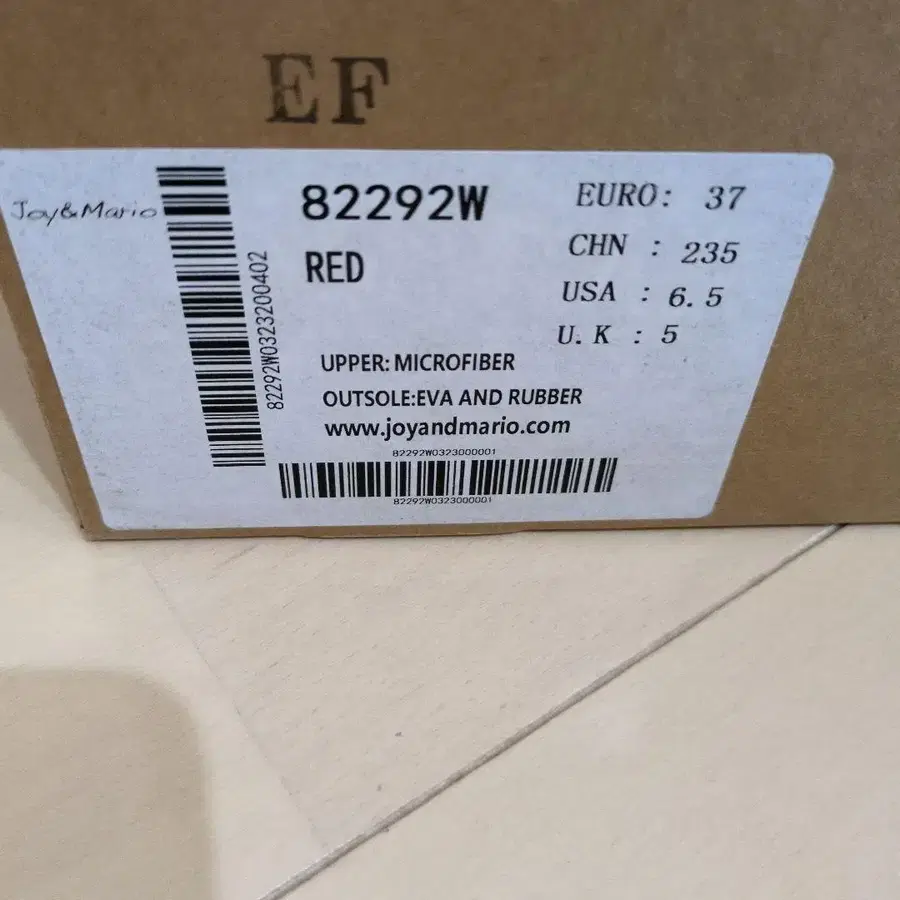 EF
Joy&Mario
82292W0323200402
82292W
RED
EURO: 37
CHN : 235
USA : 6.5
U.K : 5
UPPER: MICROFIBER
OUTSOLE:EVA AND RUBBER
www.joyandmario.com
82292W0323000001
82292W0323000001